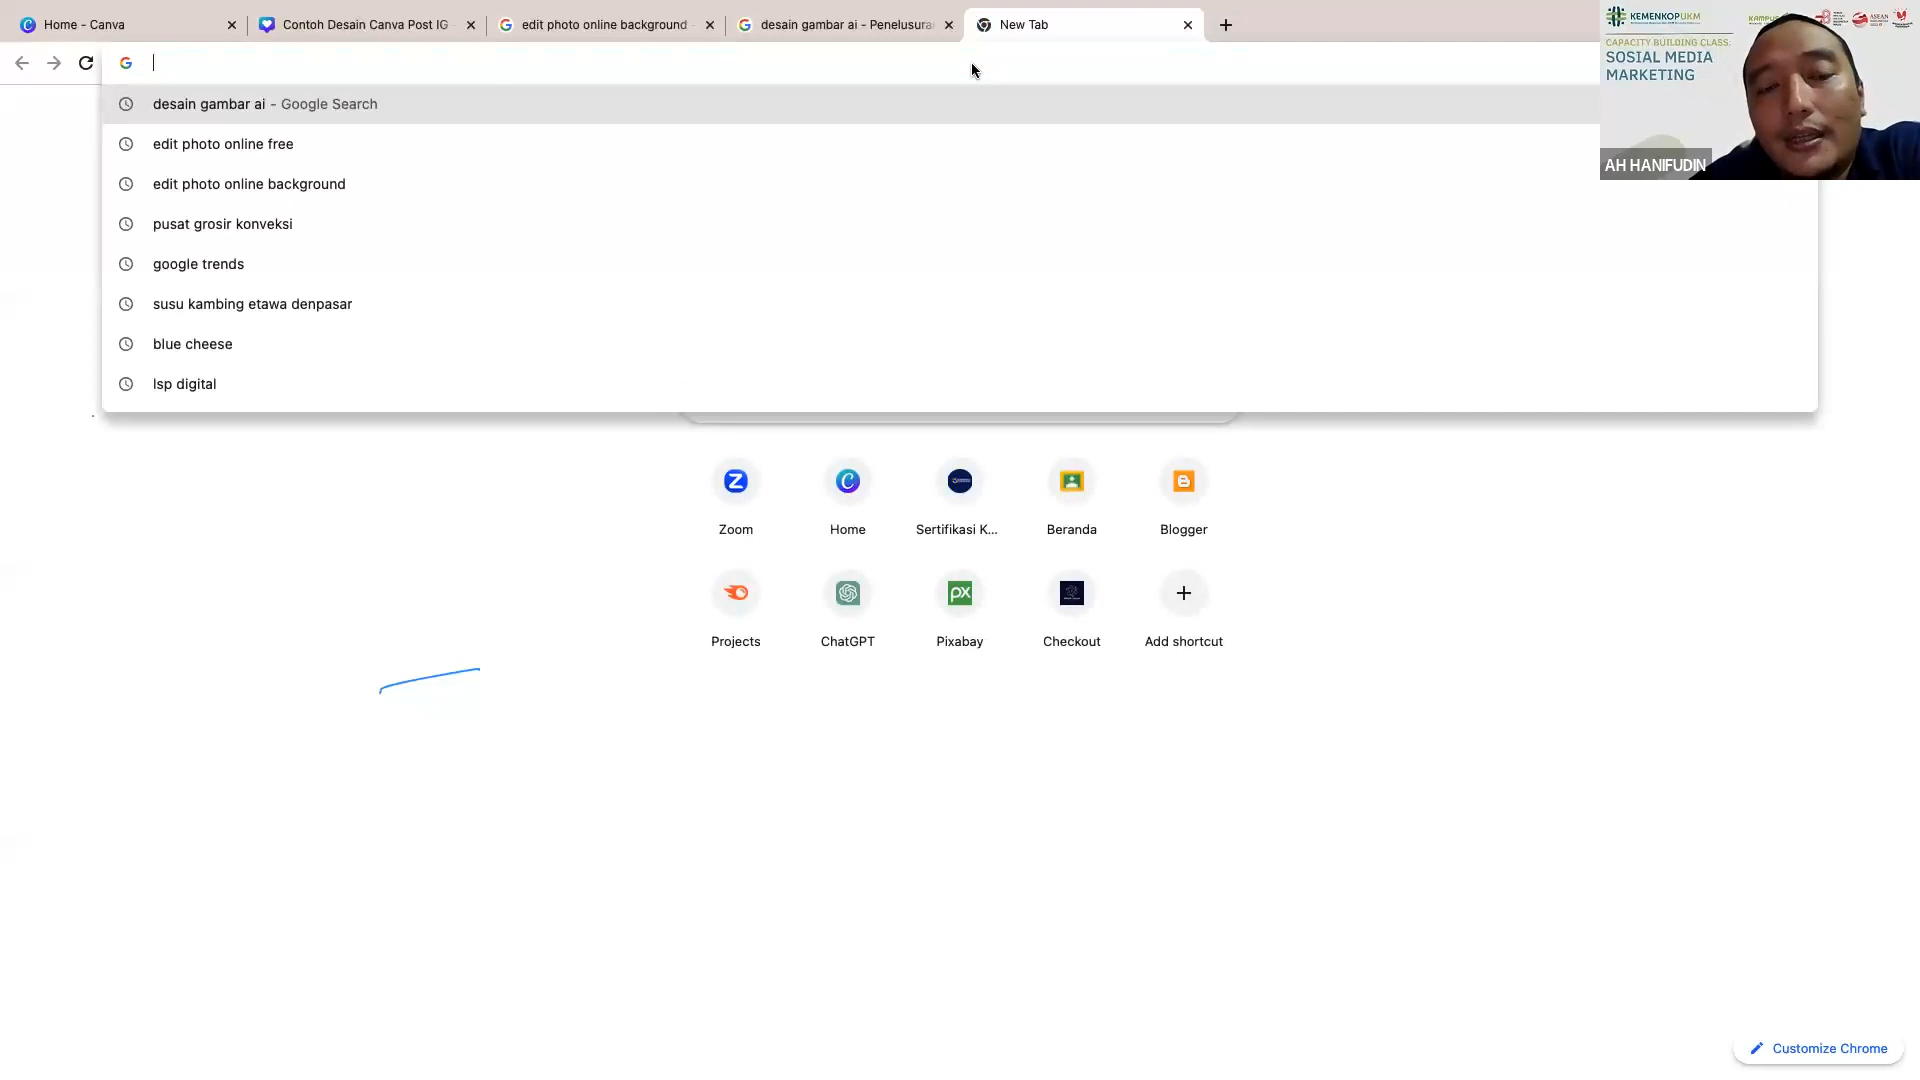 Home - Canva
Contoh Desain Canva Post IG
edit photo online background
desain gambar ai - Penelusura
New Tab
desain gambar ai - Google Search
edit photo online free
edit photo online background
pusat grosir konveksi
google trends
susu kambing etawa denpasar
blue cheese
lsp digital
KEMENKOPUKM
CAPACITY BUILDING CLASS:
SOSIAL MEDIA
MARKETING
AH HANIFUDIN
Zoom
Home
Sertifikasi K...
Beranda
Blogger
px
Projects
ChatGPT
Pixabay
Checkout
Add shortcut
Customize Chrome